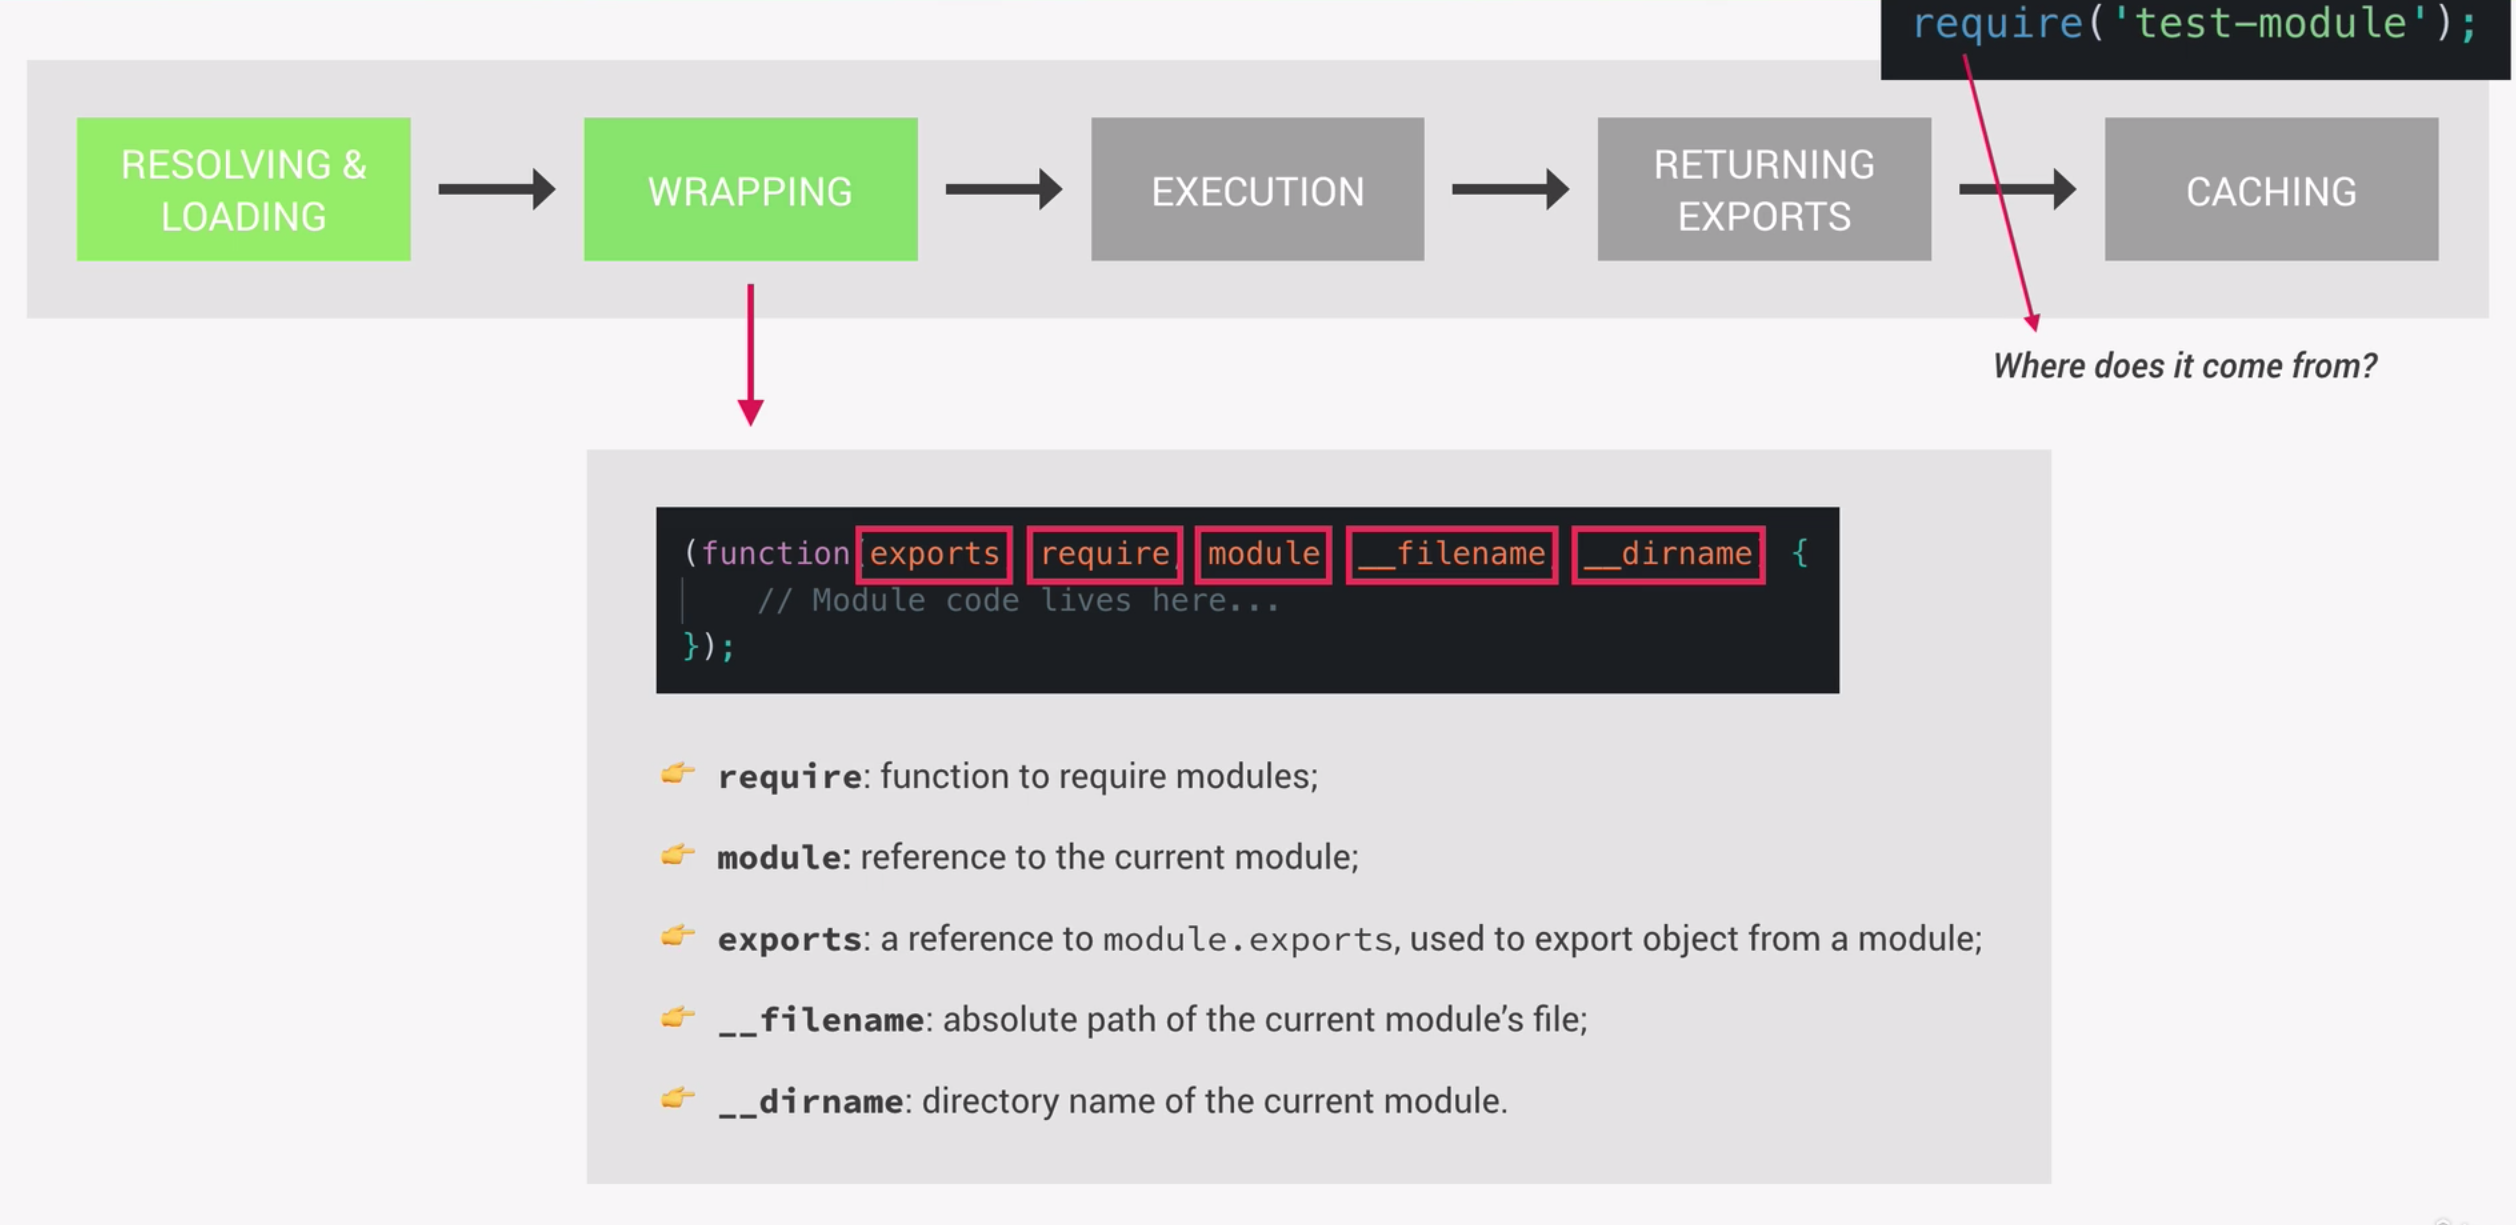 require('test-module');
RESOLVING &
LOADING
WRAPPING
EXECUTION
RETURNING
EXPORTS
CACHING
Where does it come from?
(function exports require, module __filename, __dirname {
// Module code lives here...
});
👉 require: function to require modules;
👉 module: reference to the current module;
👉 exports: a reference to module.exports, used to export object from a module;
👉 __filename: absolute path of the current module’s file;
👉 __dirname: directory name of the current module.